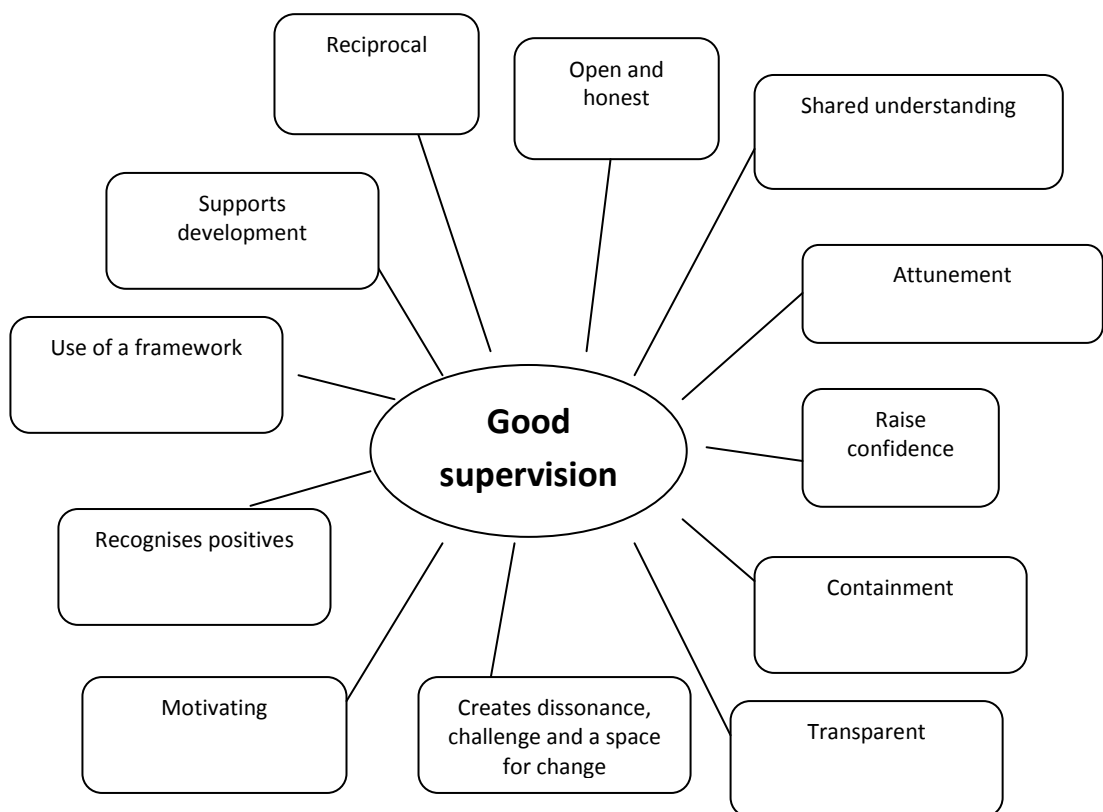 Reciprocal
Open and
honest
Shared understanding
Supports
development
Attunement
Use of a framework
Good
supervision
Raise
confidence
Recognises positives
Containment
Motivating
Creates dissonance,
challenge and a space
for change
Transparent